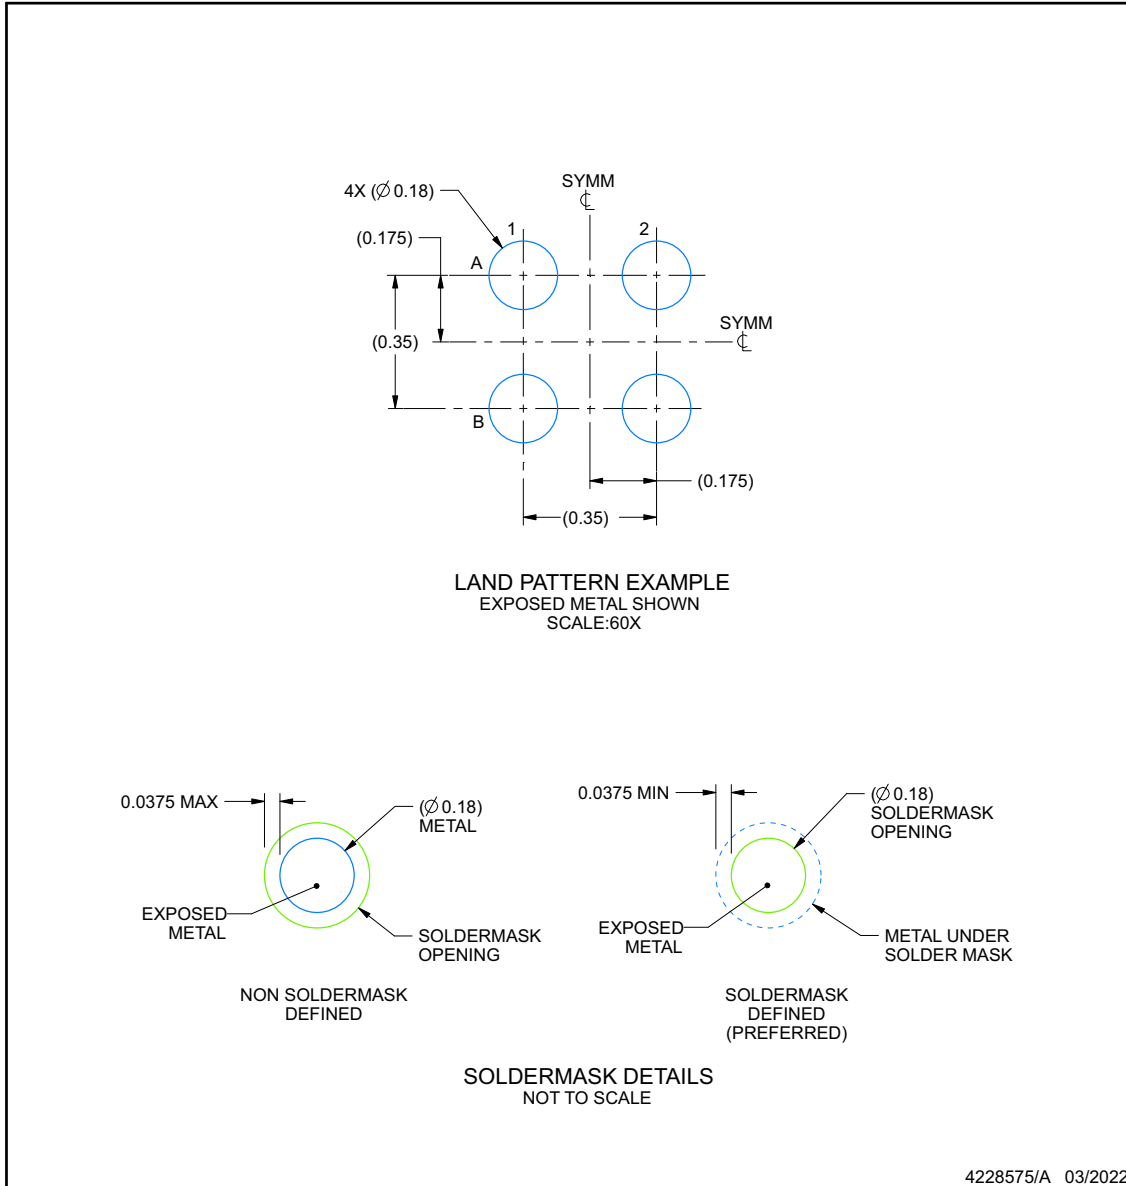 SYMM
℄
4X (∅ 0.18)
1
2
(0.175)
A
SYMM
℄
(0.35)
B
(0.175)
(0.35)
LAND PATTERN EXAMPLE
EXPOSED METAL SHOWN
SCALE:60X
0.0375 MAX
(∅ 0.18)
METAL
EXPOSED
METAL
SOLDERMASK
OPENING
NON SOLDERMASK
DEFINED
0.0375 MIN
(∅ 0.18)
SOLDERMASK
OPENING
EXPOSED
METAL
METAL UNDER
SOLDER MASK
SOLDERMASK
DEFINED
(PREFERRED)
SOLDERMASK DETAILS
NOT TO SCALE
4228575/A 03/2022